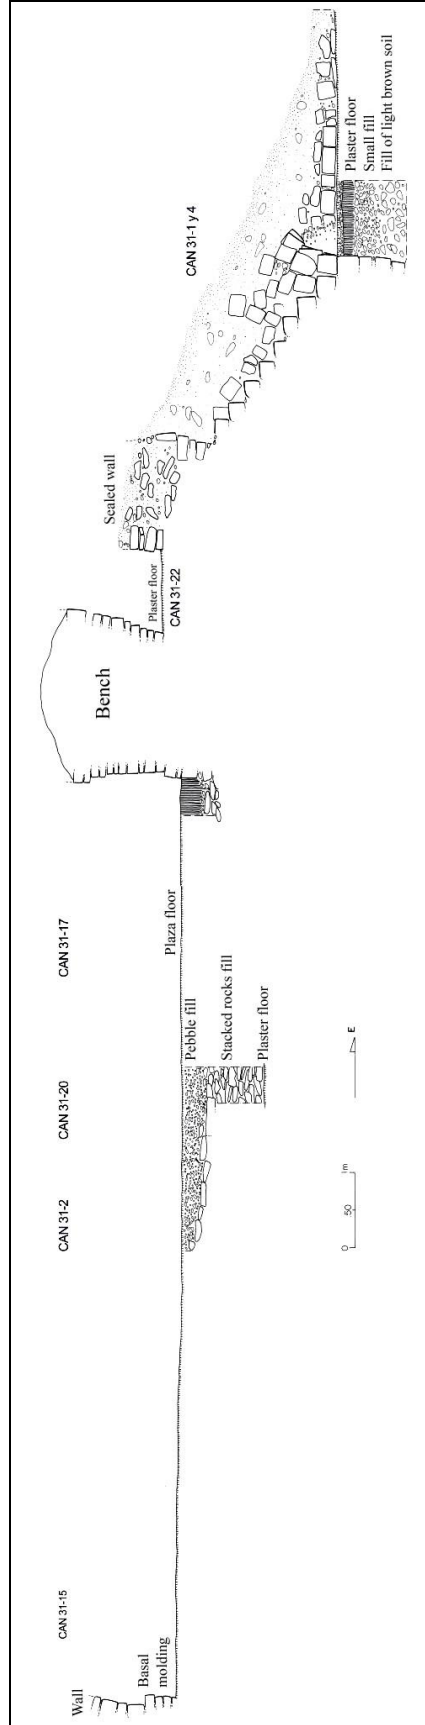 Wall
Basal
molding
CAN 31-15
CAN 31-2
CAN 31-20
CAN 31-17
Pebble fill
Stacked rocks fill
Plaster floor
Plaza floor
Bench
Plaster floor
CAN 31-22
Sealed wall
CAN 31-1 y 4
Plaster floor
Small fill
Fill of light brown soil
0
50
1m
E